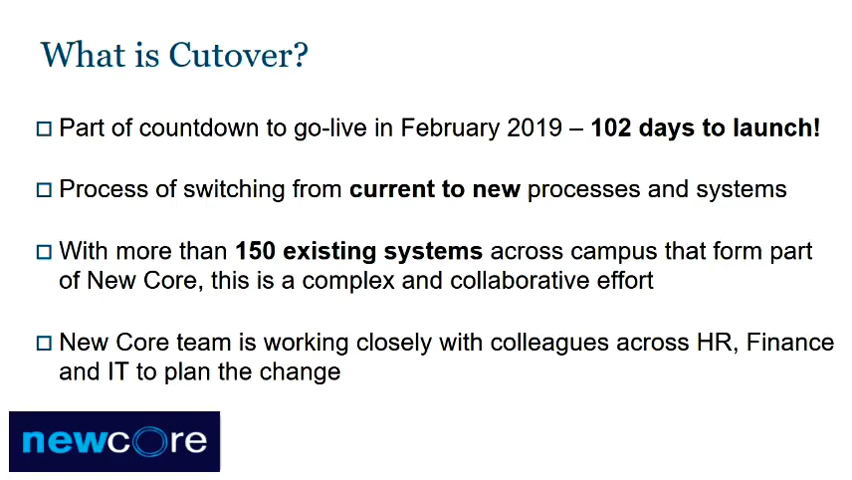 What is Cutover?
Part of countdown to go-live in February 2019 – 102 days to launch!
Process of switching from current to new processes and systems
With more than 150 existing systems across campus that form part
of New Core, this is a complex and collaborative effort
New Core team is working closely with colleagues across HR, Finance
and IT to plan the change
newcore